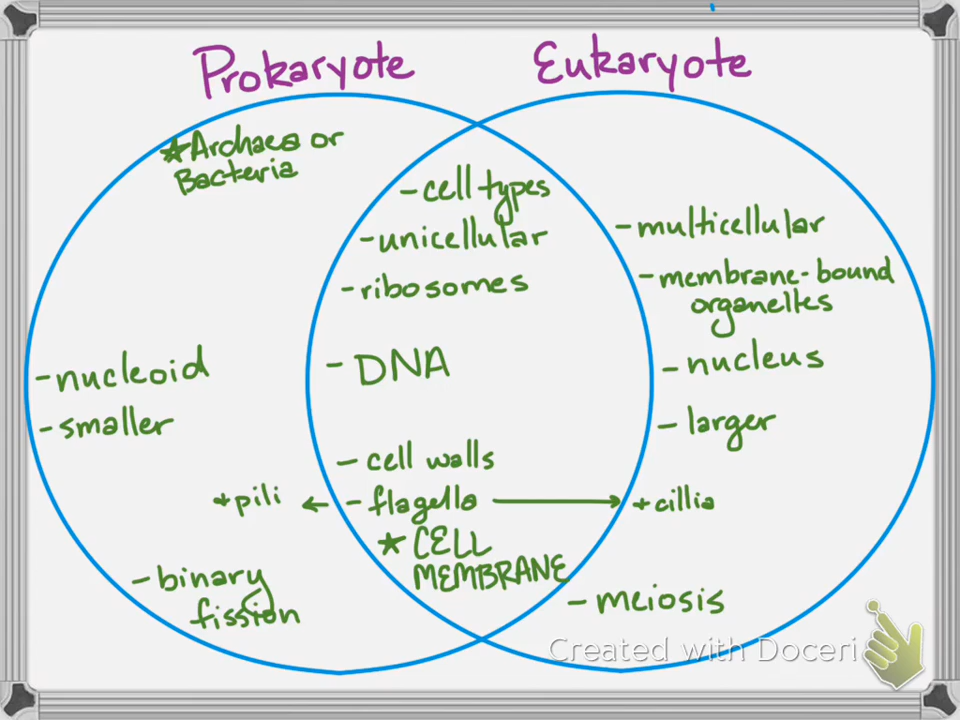 Prokaryote
Eukaryote
★Archaea or
Bacteria
- nucleoid
- smaller
+ pili
- binary
fission
- cell types
- unicellular
- ribosomes
- DNA
- cell walls
← - flagella →
★ CELL
MEMBRANE
- multicellular
- membrane-bound
organelles
- nucleus
- larger
+ cillia
- meiosis
Created with Doceri